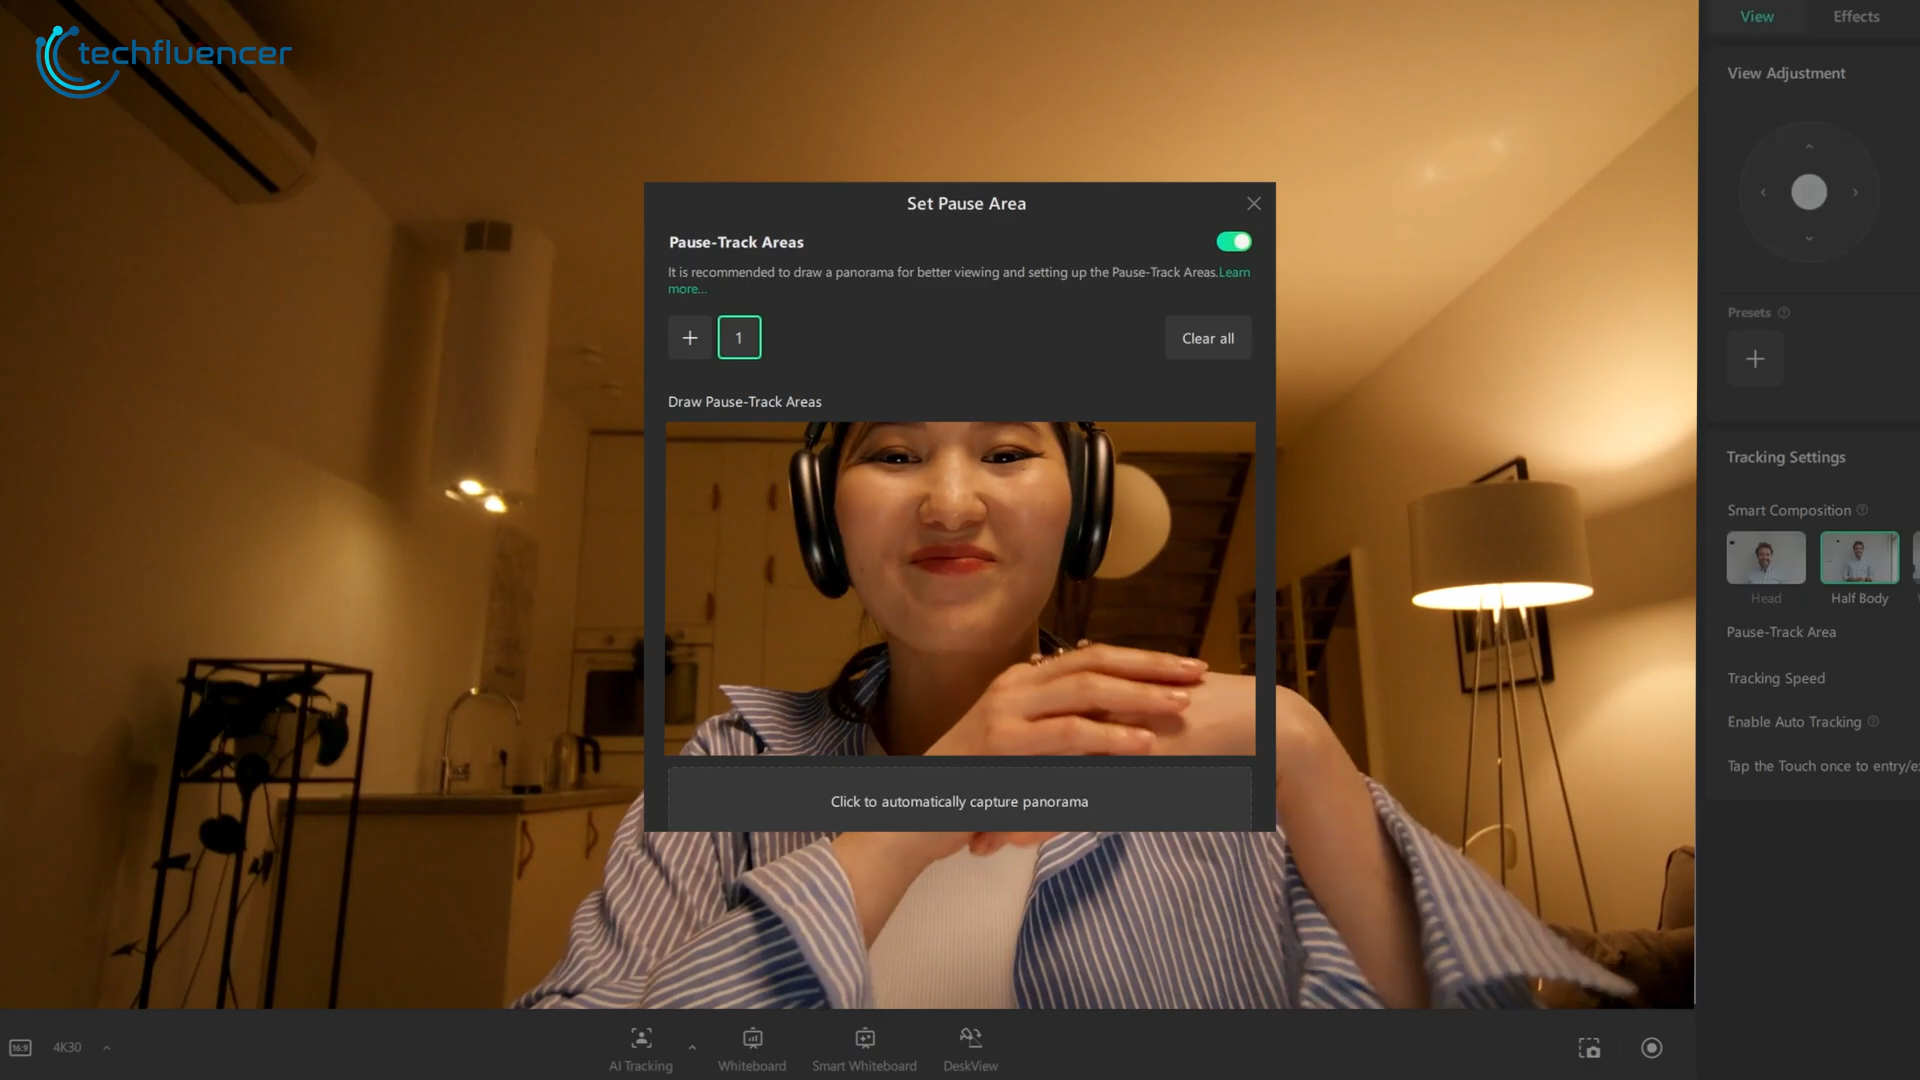 techfluencer
View
Effects
View Adjustment
Set Pause Area
Pause-Track Areas
It is recommended to draw a panorama for better viewing and setting up the Pause-Track Areas.Learn
more...
1
Clear all
Draw Pause-Track Areas
Click to automatically capture panorama
Presets
Tracking Settings
Smart Composition
Head
Half Body
Pause-Track Area
Tracking Speed
Enable Auto Tracking
Tap the Touch once to entry/e
16:9
4K30
AI Tracking
Whiteboard
Smart Whiteboard
DeskView